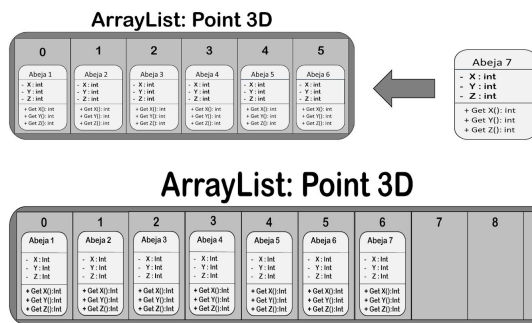 ArrayList: Point 3D
0 1 2 3 4 5
Abeja 1 Abeja 2 Abeja 3 Abeja 4 Abeja 5 Abeja 6
- X : int - X : int - X : int - X : int - X : int - X : int
- Y : int - Y : int - Y : int - Y : int - Y : int - Y : int
- Z : int - Z : int - Z : int - Z : int - Z : int - Z : int
+ Get X(): int + Get X(): int + Get X(): int + Get X(): int + Get X(): int + Get X(): int
+ Get Y(): int + Get Y(): int + Get Y(): int + Get Y(): int + Get Y(): int + Get Y(): int
+ Get Z(): int + Get Z(): int + Get Z(): int + Get Z(): int + Get Z(): int + Get Z(): int
Abeja 7
- X : int
- Y : int
- Z : int
+ Get X(): int
+ Get Y(): int
+ Get Z(): int
ArrayList: Point 3D
0 1 2 3 4 5 6 7 8
Abeja 1 Abeja 2 Abeja 3 Abeja 4 Abeja 5 Abeja 6 Abeja 7
- X : Int - X : Int - X : Int - X : Int - X : Int - X : Int - X : Int
- Y : Int - Y : Int - Y : Int - Y : Int - Y : Int - Y : Int - Y : Int
- Z : Int - Z : Int - Z : Int - Z : Int - Z : Int - Z : Int - Z : Int
+ Get X():Int + Get X():Int + Get X():Int + Get X():Int + Get X():Int + Get X():Int + Get X():Int
+ Get Y():Int + Get Y():Int + Get Y():Int + Get Y():Int + Get Y():Int + Get Y():Int + Get Y():Int
+ Get Z():Int + Get Z():Int + Get Z():Int + Get Z():Int + Get Z():Int + Get Z():Int + Get Z():Int